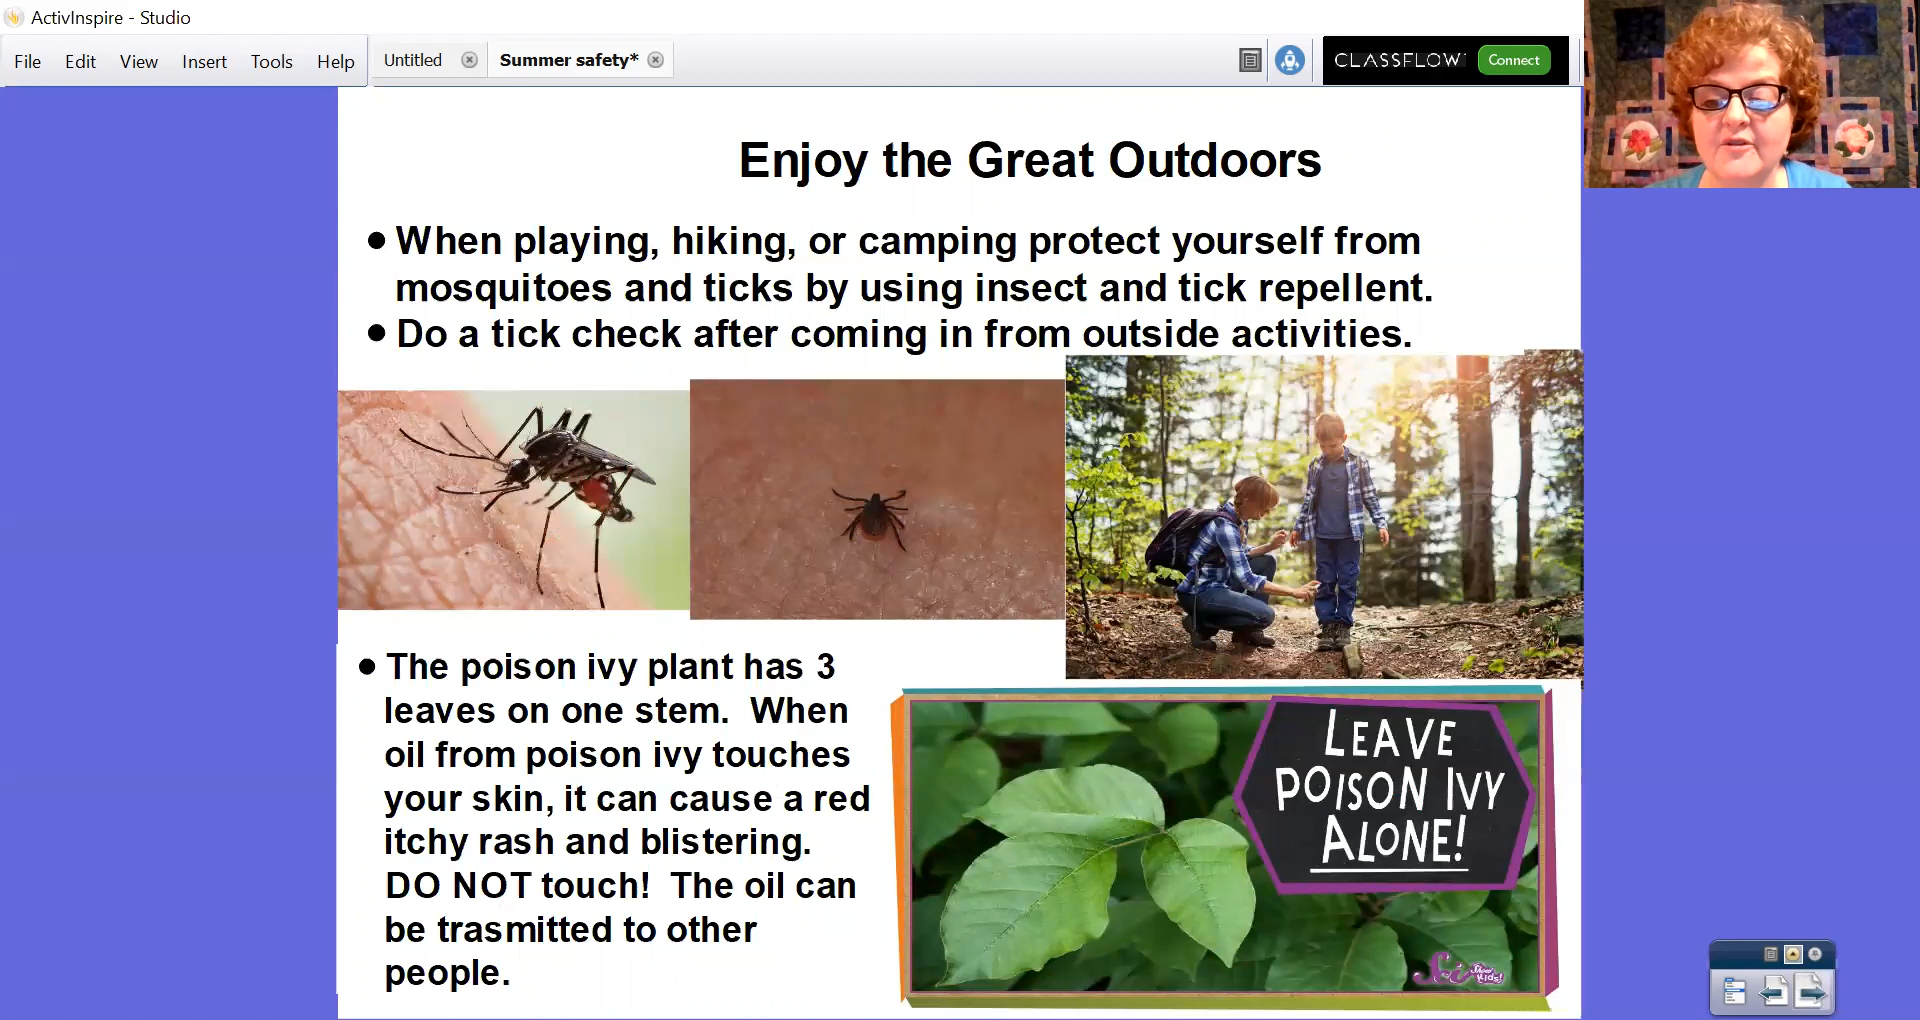 ActivInspire - Studio
File Edit View Insert Tools Help
Untitled
Summer safety*
CLASSFLOW
Connect
Enjoy the Great Outdoors
• When playing, hiking, or camping protect yourself from
mosquitoes and ticks by using insect and tick repellent.
• Do a tick check after coming in from outside activities.
• The poison ivy plant has 3
leaves on one stem. When
oil from poison ivy touches
your skin, it can cause a red
itchy rash and blistering.
DO NOT touch! The oil can
be trasmitted to other
people.
LEAVE
POISON IVY
ALONE!
Sci Show Kids!